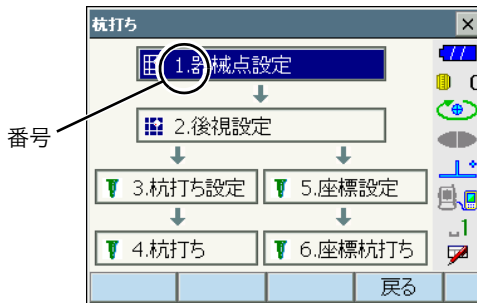 杭打ち
1.器械点設定
2.後視設定
番号
3.杭打ち設定
5.座標設定
4.杭打ち
6.座標杭打ち
0
1
戻る